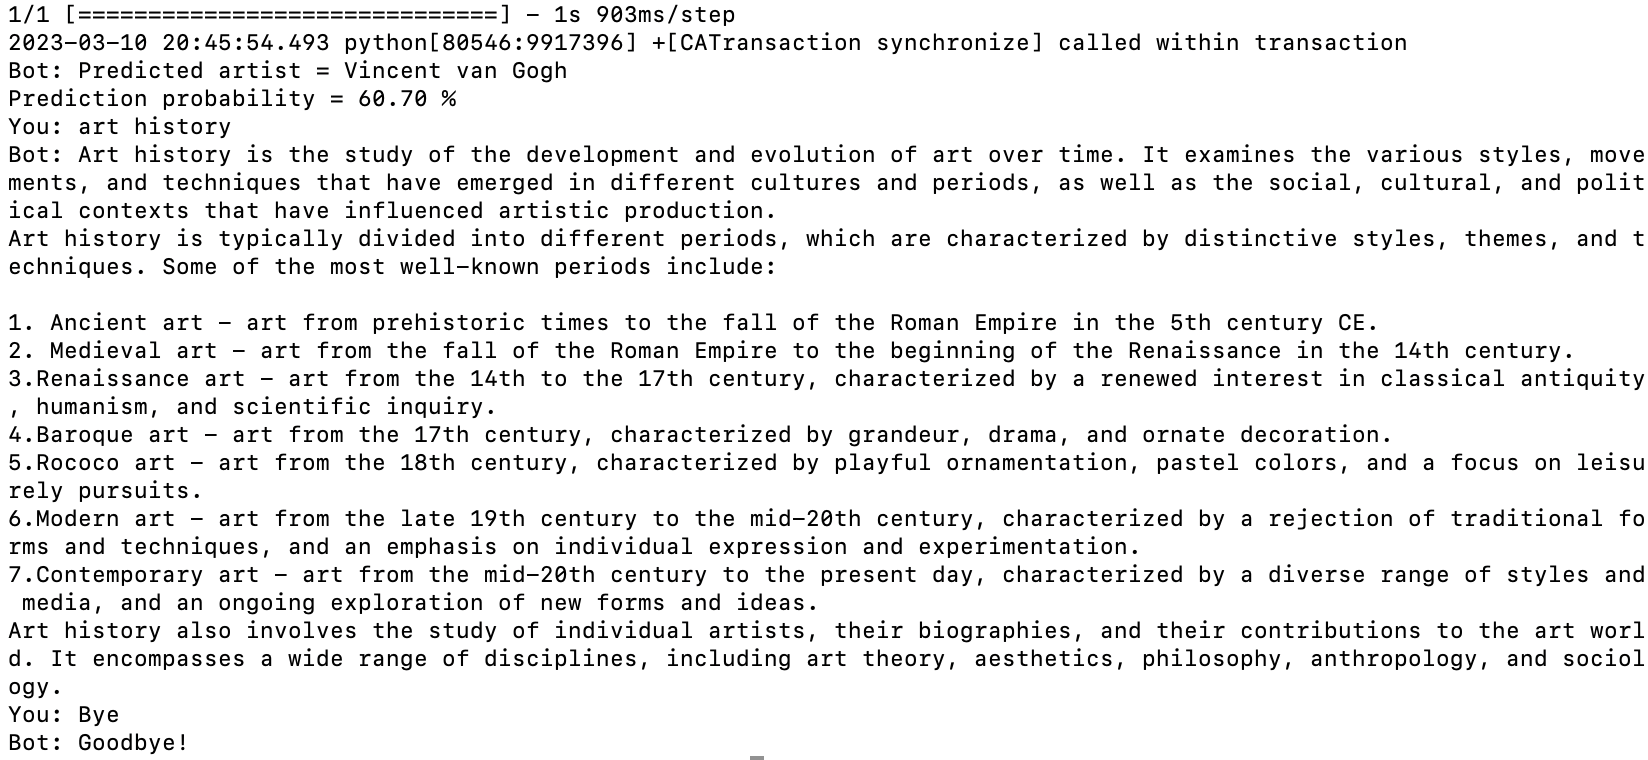 1/1 [==============================] - 1s 903ms/step
2023-03-10 20:45:54.493 python[80546:9917396] +[CATransaction synchronize] called within transaction
Bot: Predicted artist = Vincent van Gogh
Prediction probability = 60.70 %
You: art history
Bot: Art history is the study of the development and evolution of art over time. It examines the various styles, move
ments, and techniques that have emerged in different cultures and periods, as well as the social, cultural, and polit
ical contexts that have influenced artistic production.
Art history is typically divided into different periods, which are characterized by distinctive styles, themes, and t
echniques. Some of the most well-known periods include:

1. Ancient art - art from prehistoric times to the fall of the Roman Empire in the 5th century CE.
2. Medieval art - art from the fall of the Roman Empire to the beginning of the Renaissance in the 14th century.
3.Renaissance art - art from the 14th to the 17th century, characterized by a renewed interest in classical antiquity
, humanism, and scientific inquiry.
4.Baroque art - art from the 17th century, characterized by grandeur, drama, and ornate decoration.
5.Rococo art - art from the 18th century, characterized by playful ornamentation, pastel colors, and a focus on leisu
rely pursuits.
6.Modern art - art from the late 19th century to the mid-20th century, characterized by a rejection of traditional fo
rms and techniques, and an emphasis on individual expression and experimentation.
7.Contemporary art - art from the mid-20th century to the present day, characterized by a diverse range of styles and
 media, and an ongoing exploration of new forms and ideas.
Art history also involves the study of individual artists, their biographies, and their contributions to the art worl
d. It encompasses a wide range of disciplines, including art theory, aesthetics, philosophy, anthropology, and sociol
ogy.
You: Bye
Bot: Goodbye!